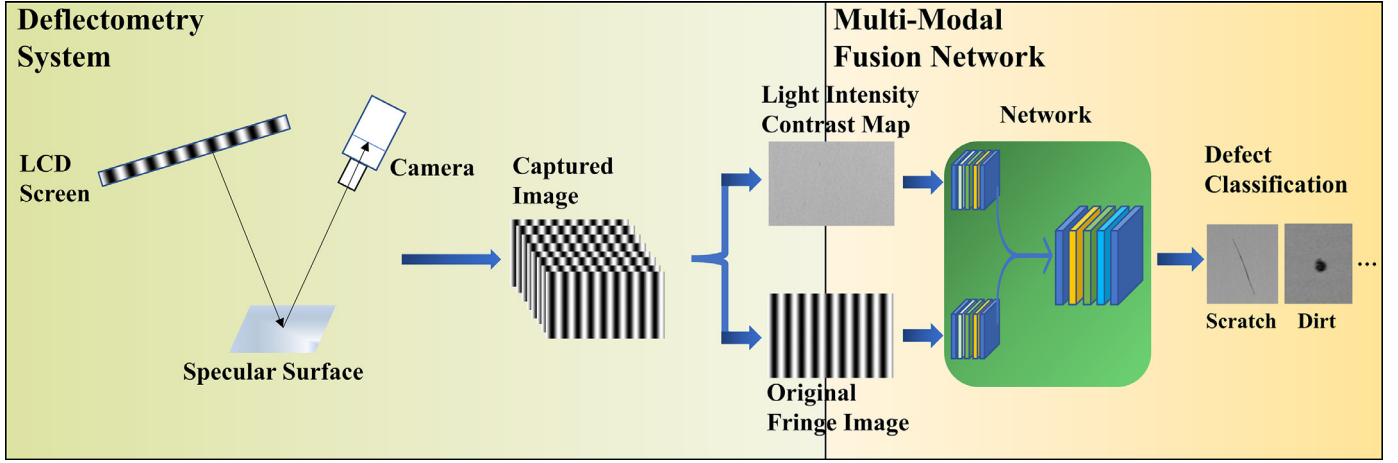 Deflectometry
System
Multi-Modal
Fusion Network
LCD
Screen
Camera
Specular Surface
Captured
Image
Light Intensity
Contrast Map
Original
Fringe Image
Network
Defect
Classification
Scratch
Dirt
...